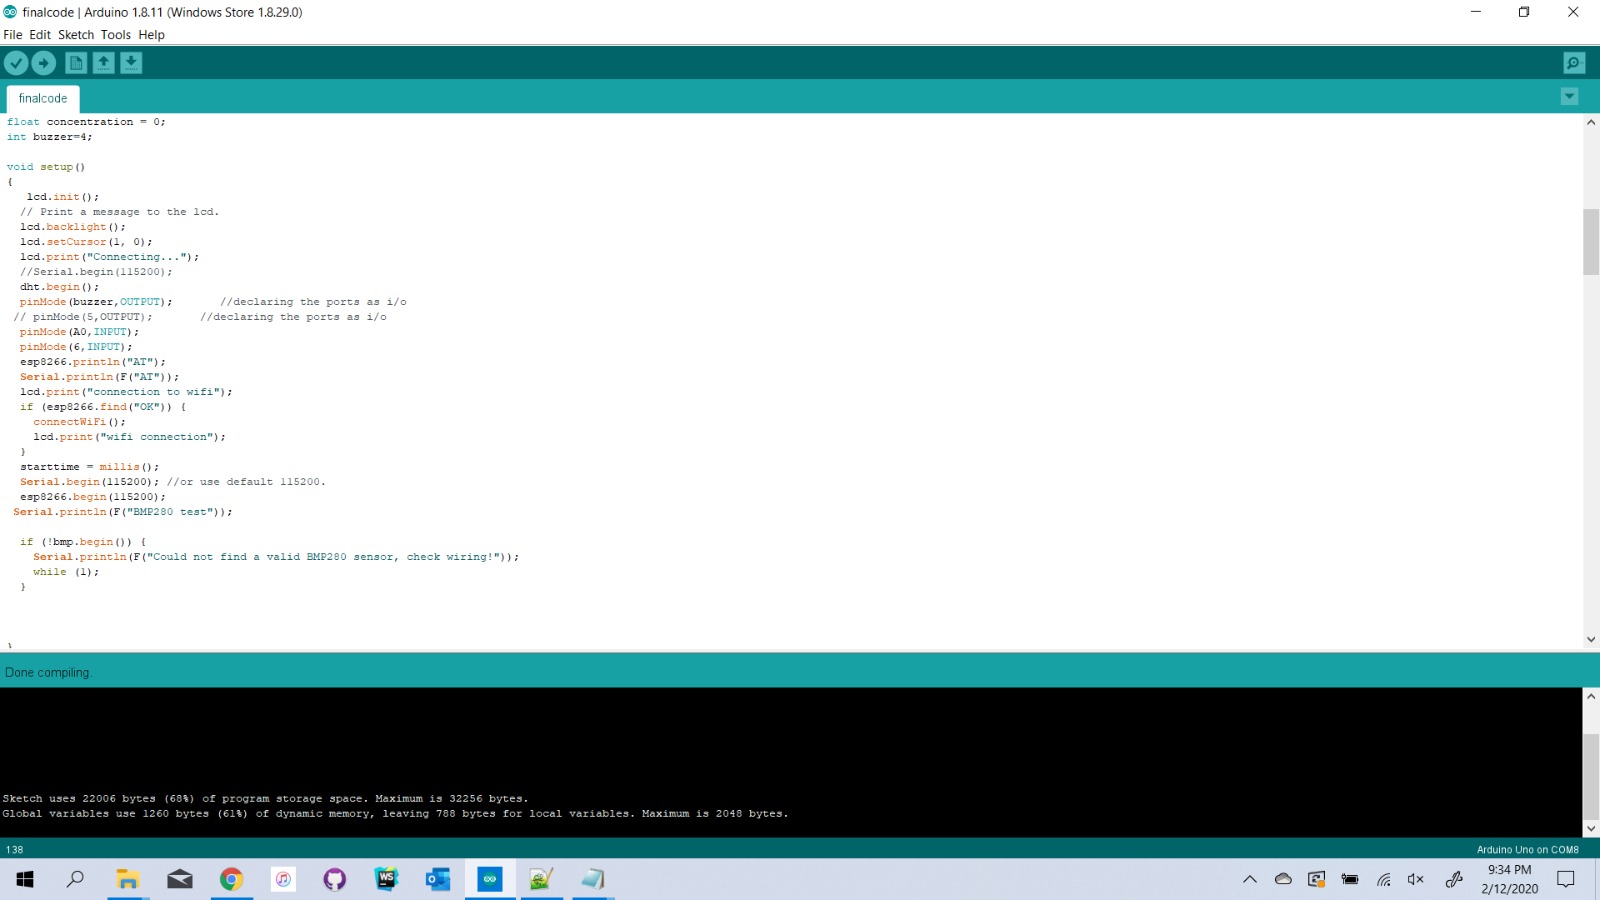 finalcode | Arduino 1.8.11 (Windows Store 1.8.29.0)
File Edit Sketch Tools Help
finalcode
float concentration = 0;
int buzzer=4;
void setup()
{
lcd.init();
// Print a message to the lcd.
lcd.backlight();
lcd.setCursor(1, 0);
lcd.print("Connecting...");
//Serial.begin(115200);
dht.begin();
pinMode(buzzer,OUTPUT); //declaring the ports as i/o
// pinMode(5,OUTPUT); //declaring the ports as i/o
pinMode(A0,INPUT);
pinMode(6,INPUT);
esp8266.println("AT");
Serial.println(F("AT"));
lcd.print("connection to wifi");
if (esp8266.find("OK")) {
connectWiFi();
lcd.print("wifi connection");
}
starttime = millis();
Serial.begin(115200); //or use default 115200.
esp8266.begin(115200);
Serial.println(F("BMP280 test"));
if (!bmp.begin()) {
Serial.println(F("Could not find a valid BMP280 sensor, check wiring!"));
while (1);
}
}
Done compiling.
Sketch uses 22006 bytes (68%) of program storage space. Maximum is 32256 bytes.
Global variables use 1260 bytes (61%) of dynamic memory, leaving 788 bytes for local variables. Maximum is 2048 bytes.
138
Arduino Uno on COM8
WS
9:34 PM
2/12/2020